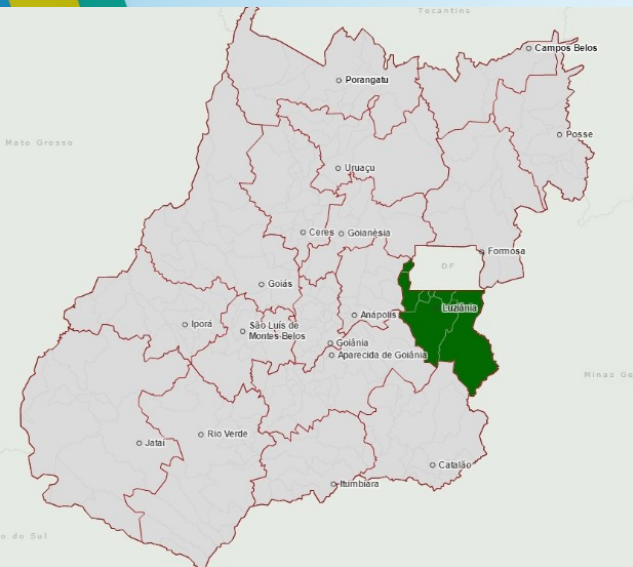 Tocantins
Campos Belos
Porangatu
Posse
Mato Grosso
Uruaçu
Ceres
Goianésia
Formosa
DF
Goiás
Luziânia
Anápolis
Iporá
São Luís de
Montes Belos
Goiânia
Aparecida de Goiânia
Minas Ge
Rio Verde
Jataí
Catalão
Itumbiara
o do Sul